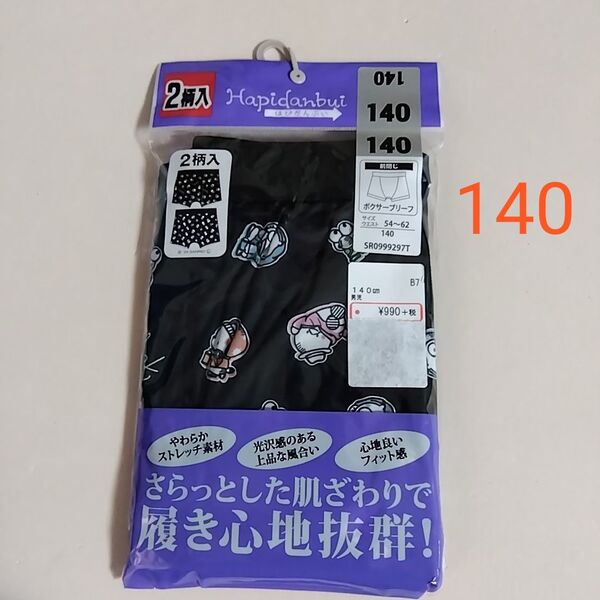 2柄入
Hapidanbui
はぴだんぶい
140
140
140
2柄入
前閉じ
ボクサーブリーフ
サイズ
ウエスト 54～62
140
SR0999297T
B7
140㎝
男児
¥990+税
140
やわらか
ストレッチ素材
光沢感のある
上品な風合い
心地良い
フィット感
さらっとした肌ざわりで
履き心地抜群!